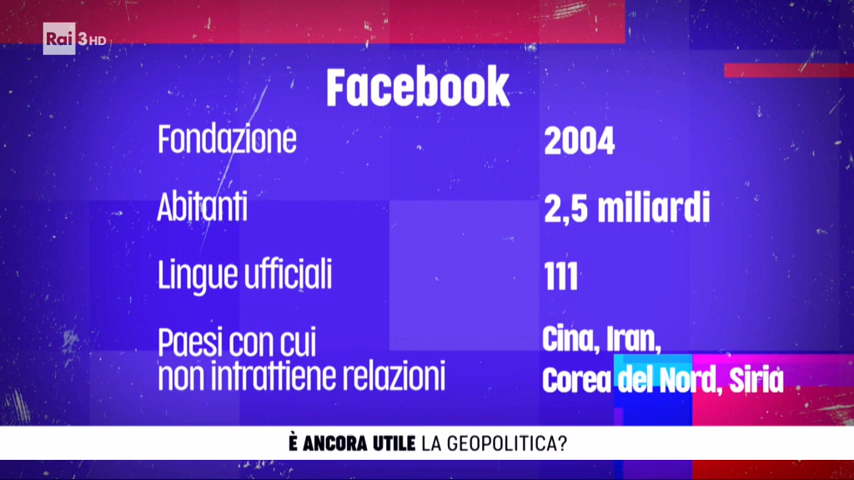 Rai 3HD
Facebook
Fondazione 2004
Abitanti 2,5 miliardi
Lingue ufficiali 111
Paesi con cui
non intrattiene relazioni
Cina, Iran,
Corea del Nord, Siria
È ANCORA UTILE LA GEOPOLITICA?